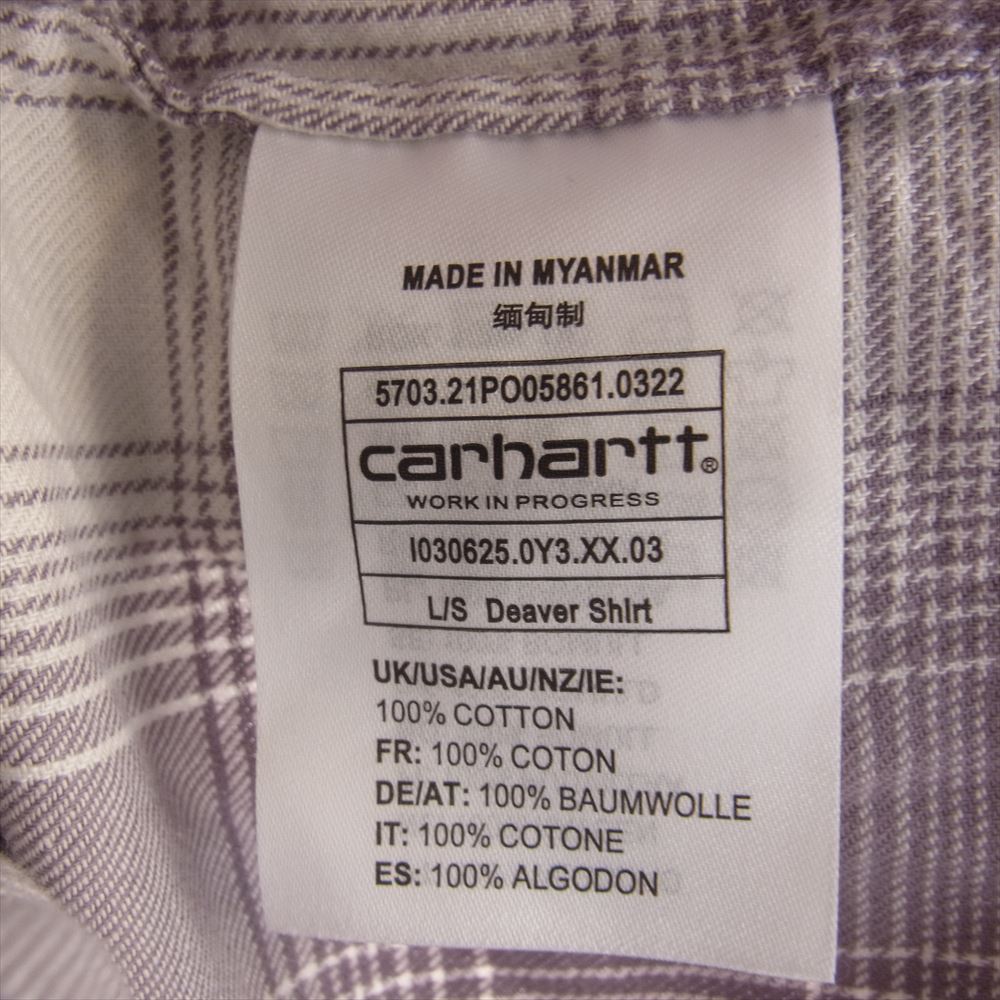 MADE IN MYANMAR
缅甸制
5703.21PO05861.0322
carhartt®
WORK IN PROGRESS
I030625.0Y3.XX.03
L/S Deaver Shirt
UK/USA/AU/NZ/IE:
100% COTTON
FR: 100% COTON
DE/AT: 100% BAUMWOLLE
IT: 100% COTONE
ES: 100% ALGODON